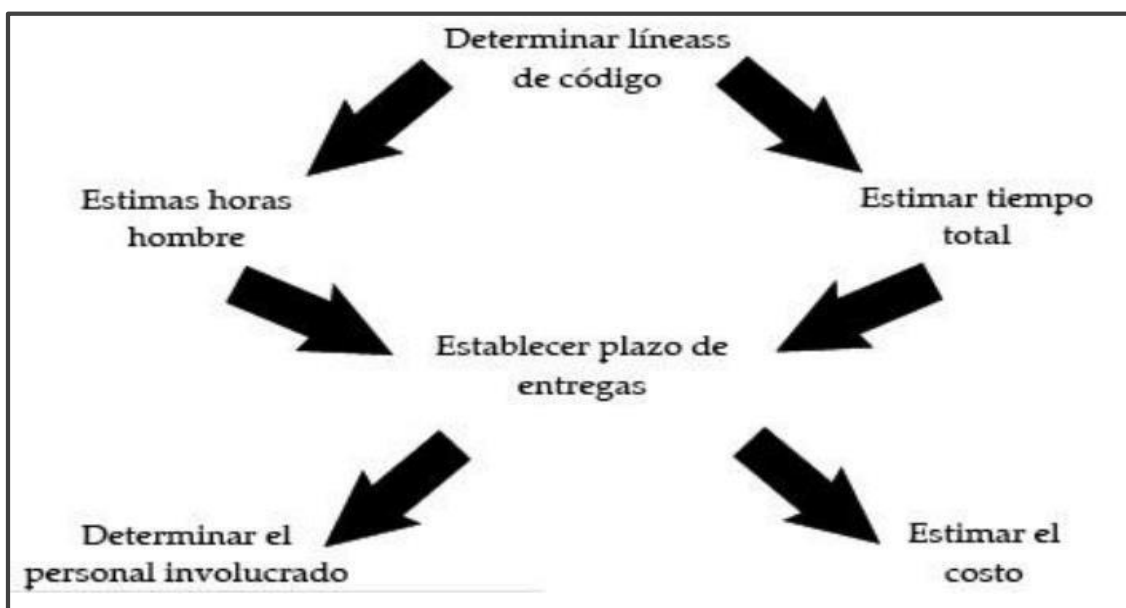 Determinar líneass
de código
Estimas horas
hombre
Estimar tiempo
total
Establecer plazo de
entregas
Determinar el
personal involucrado
Estimar el
costo